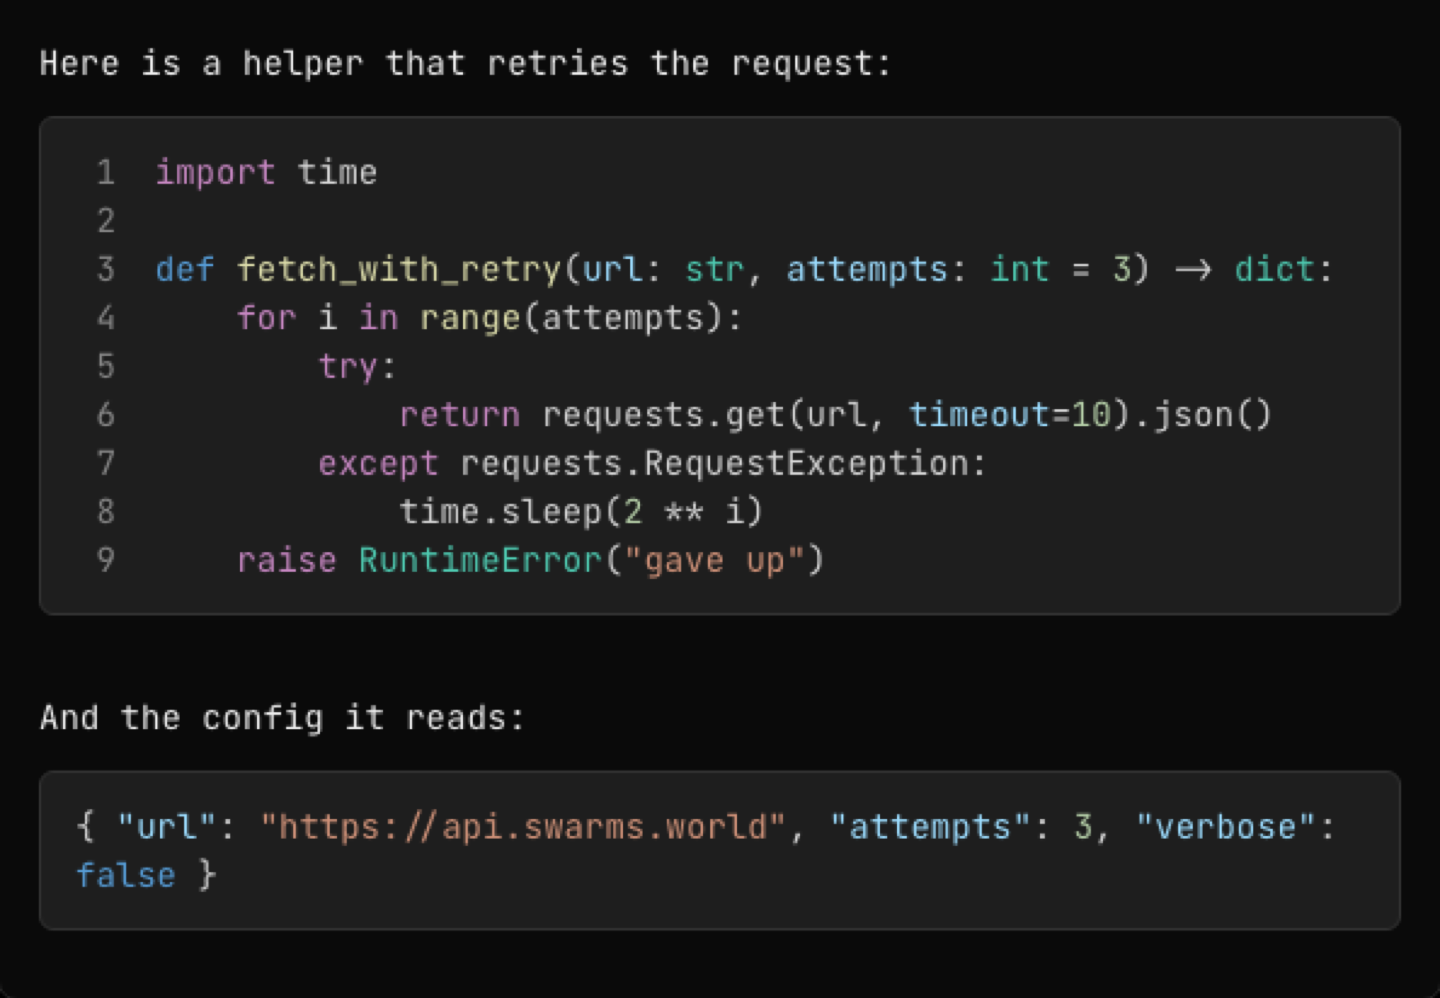 Here is a helper that retries the request:
1 import time
2
3 def fetch_with_retry(url: str, attempts: int = 3) -> dict:
4     for i in range(attempts):
5         try:
6             return requests.get(url, timeout=10).json()
7         except requests.RequestException:
8             time.sleep(2 ** i)
9     raise RuntimeError("gave up")
And the config it reads:
{ "url": "https://api.swarms.world", "attempts": 3, "verbose":
false }